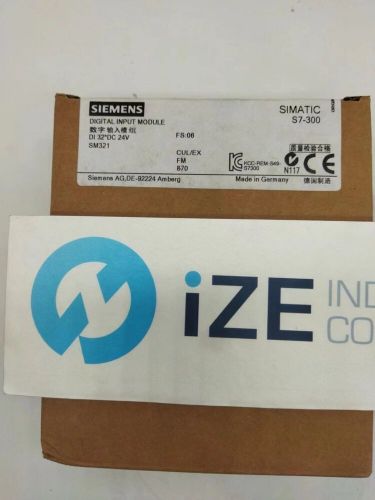 SIEMENS
SIMATIC
S7-300
DIGITAL INPUT MODULE
数字输入模组
DI 32*DC 24V
SM321
FS:06
CUL/EX
FM
870
KCC-REM-S49-
S7300
N117
质量检验合格
Siemens AG,DE-92224 Amberg
Made in Germany
德国制造
iZE
IND
CO